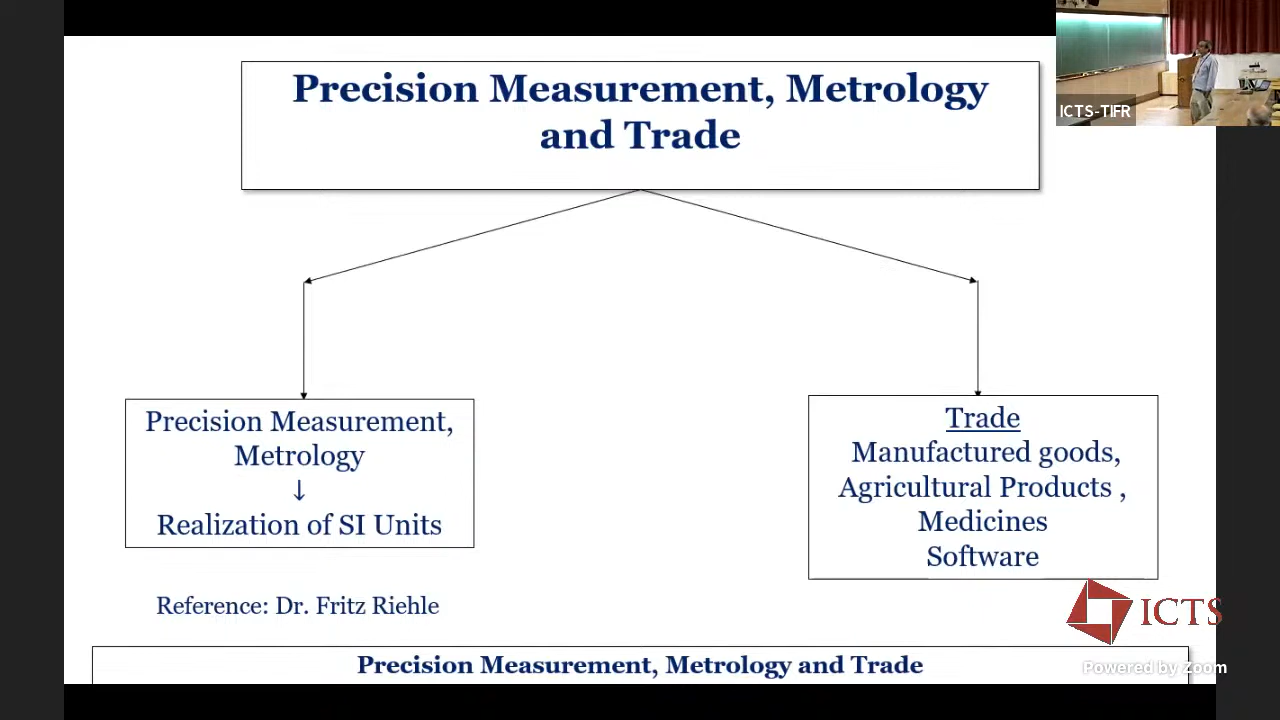 Precision Measurement, Metrology
and Trade
ICTS-TIFR
Precision Measurement,
Metrology
↓
Realization of SI Units
Trade
Manufactured goods,
Agricultural Products ,
Medicines
Software
Reference: Dr. Fritz Riehle
ICTS
Precision Measurement, Metrology and Trade
Powered by Zoom